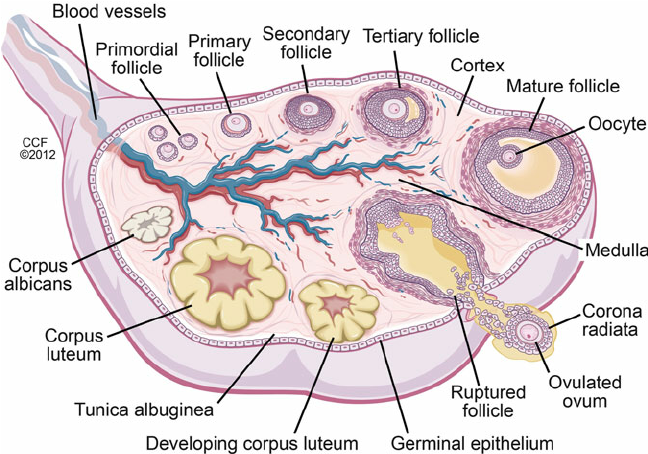 Blood vessels
Primordial
follicle
Primary
follicle
Secondary
follicle
Tertiary follicle
Cortex
Mature follicle
Oocyte
CCF
©2012
Medulla
Corpus
albicans
Corpus
luteum
Corona
radiata
Ovulated
ovum
Ruptured
follicle
Tunica albuginea
Developing corpus luteum
Germinal epithelium